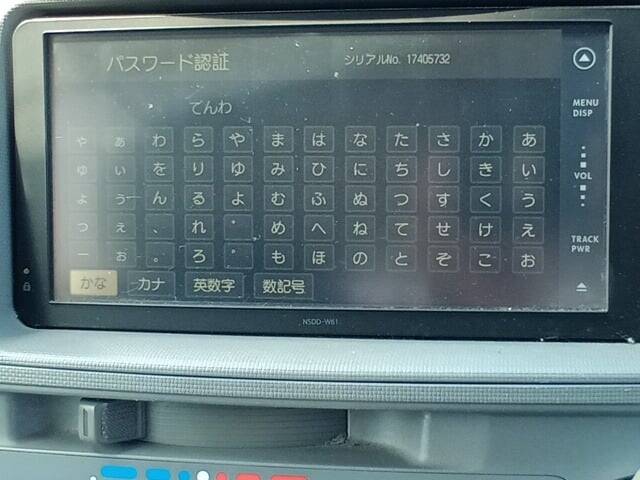 パスワード認証 シリアルNo. 17405732
てんわ
ゃ ぁ わ ら や ま は な た さ か あ
ゅ ぃ を り ゆ み ひ に ち し き い
ょ ぅ ん る よ む ふ ぬ つ す く う
っ ぇ 、 れ ゛ め へ ね て せ け え
ー ぉ 。 ろ ゜ も ほ の と そ こ お
かな カナ 英数字 数記号
MENU
DISP
VOL
TRACK
PWR
NSDD-W61